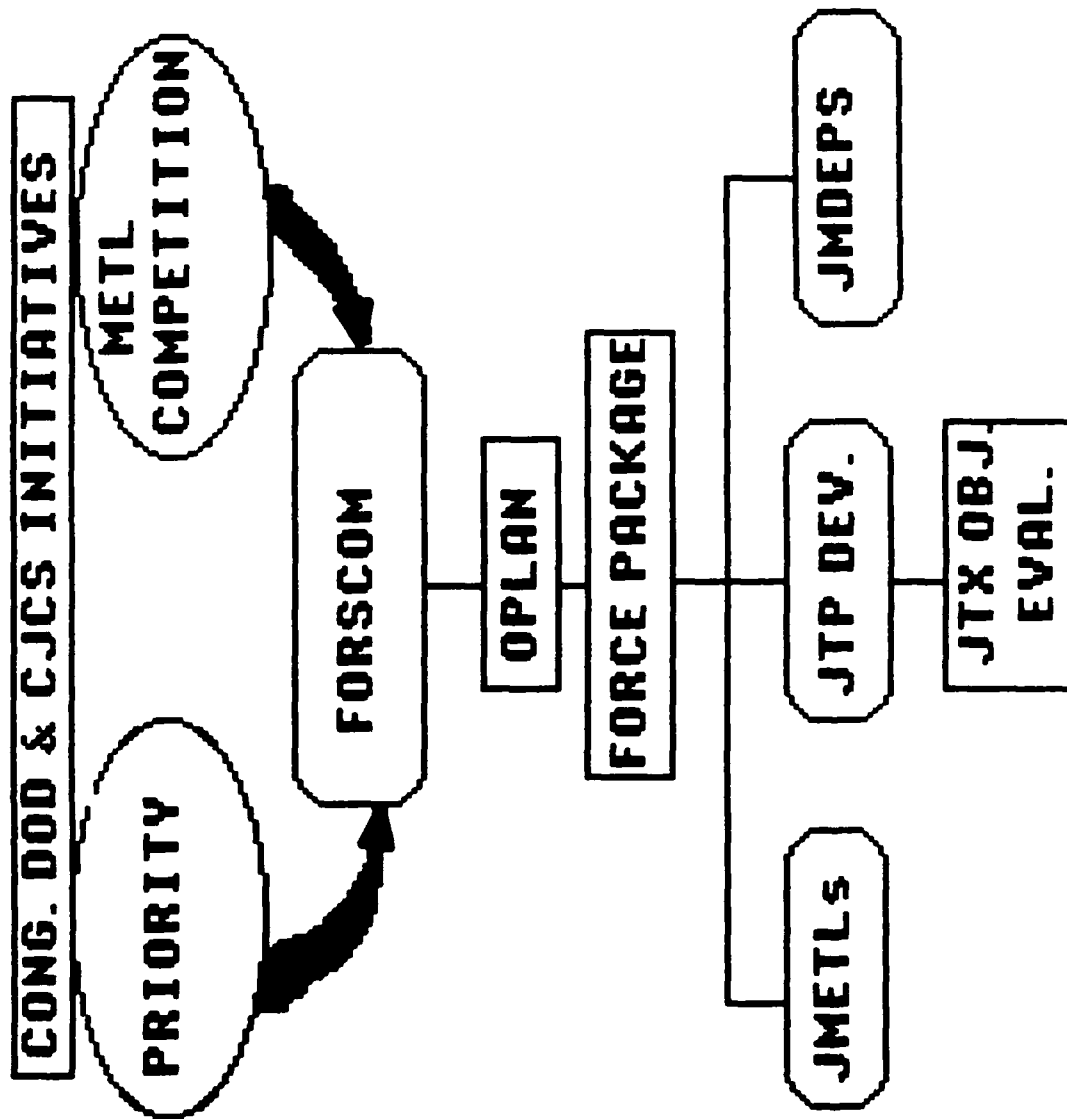 CONG. DOD & CJCS INITIATIVES
PRIORITY
METL
COMPETITION
FORSCOM
OPLAN
FORCE PACKAGE
JMETLs
JTP DEV.
JMDEPS
JTX OBJ.
EVAL.